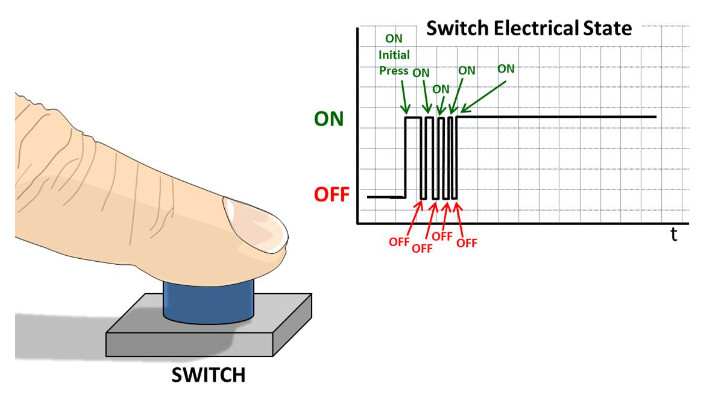 Switch Electrical State
ON
Initial
Press
ON
ON
ON
ON
ON
OFF
OFF
OFF
OFF
OFF
t
SWITCH